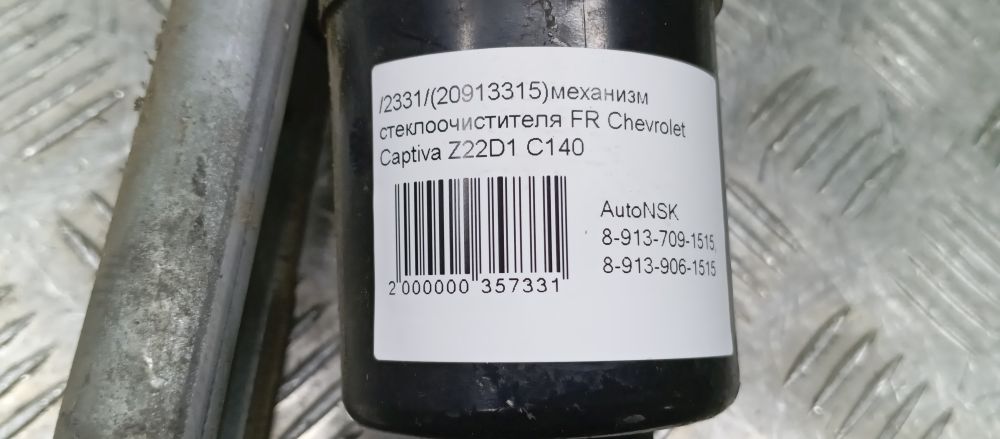 /2331/(20913315)механизм
стеклоочистителя FR Chevrolet
Captiva Z22D1 C140
AutoNSK
8-913-709-1515,
8-913-906-1515
2 000000 357331